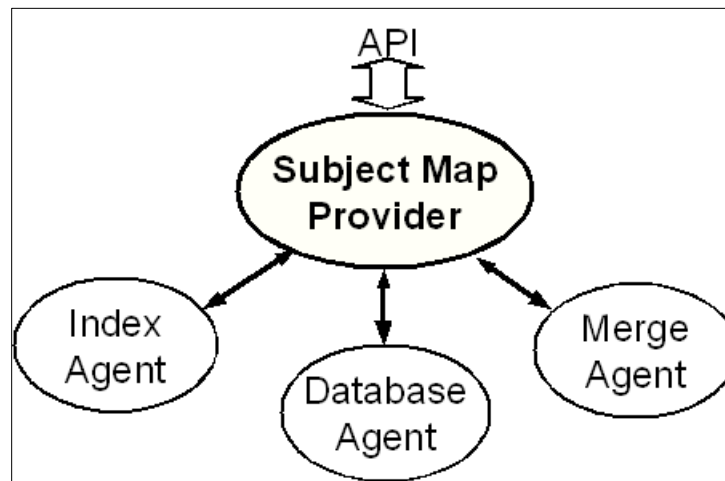 API
Subject Map
Provider
Index
Agent
Database
Agent
Merge
Agent